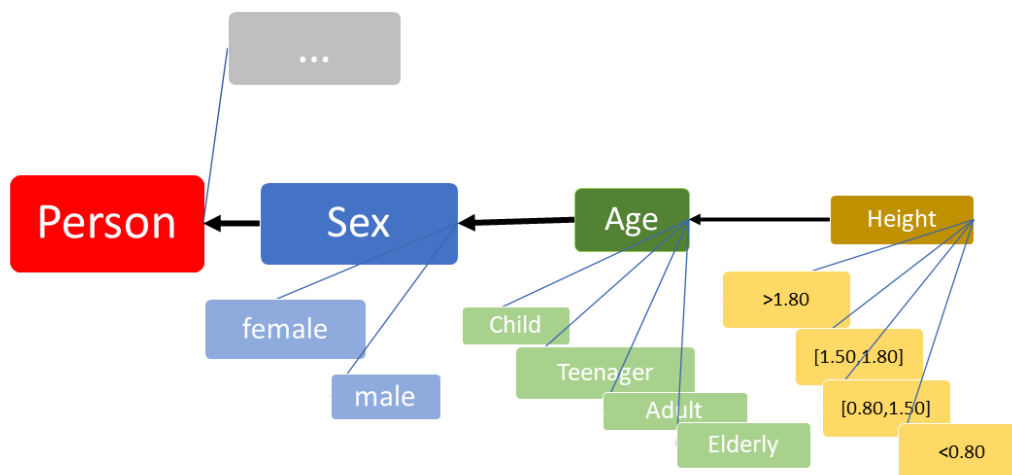 ...
Person
Sex
Age
Height
female
male
Child
Teenager
Adult
Elderly
>1.80
[1.50,1.80]
[0.80,1.50]
<0.80